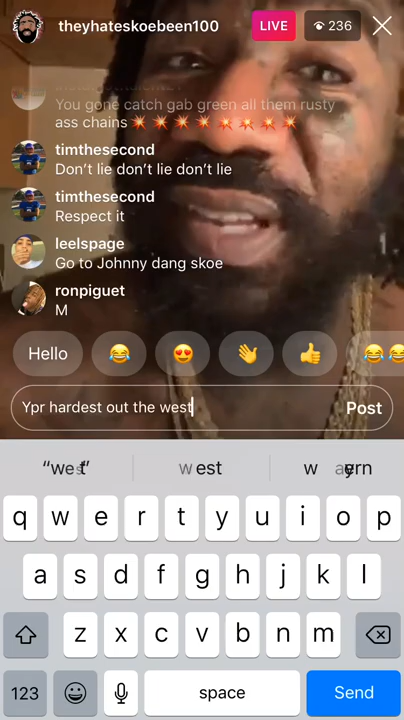 theyhateskoebeen100 LIVE 236
You gone catch gab green all them rusty
ass chains💥💥💥💥💥💥💥💥
timthesecond
Don't lie don't lie don't lie
timthesecond
Respect it
leelspage
Go to Johnny dang skoe
ronpiguet
M
Hello 😂 😍 👋 👍 😂😂
Ypr hardest out the west Post
“west” west
q w e r t y u i o p
a s d f g h j k l
z x c v b n m
123 space Send